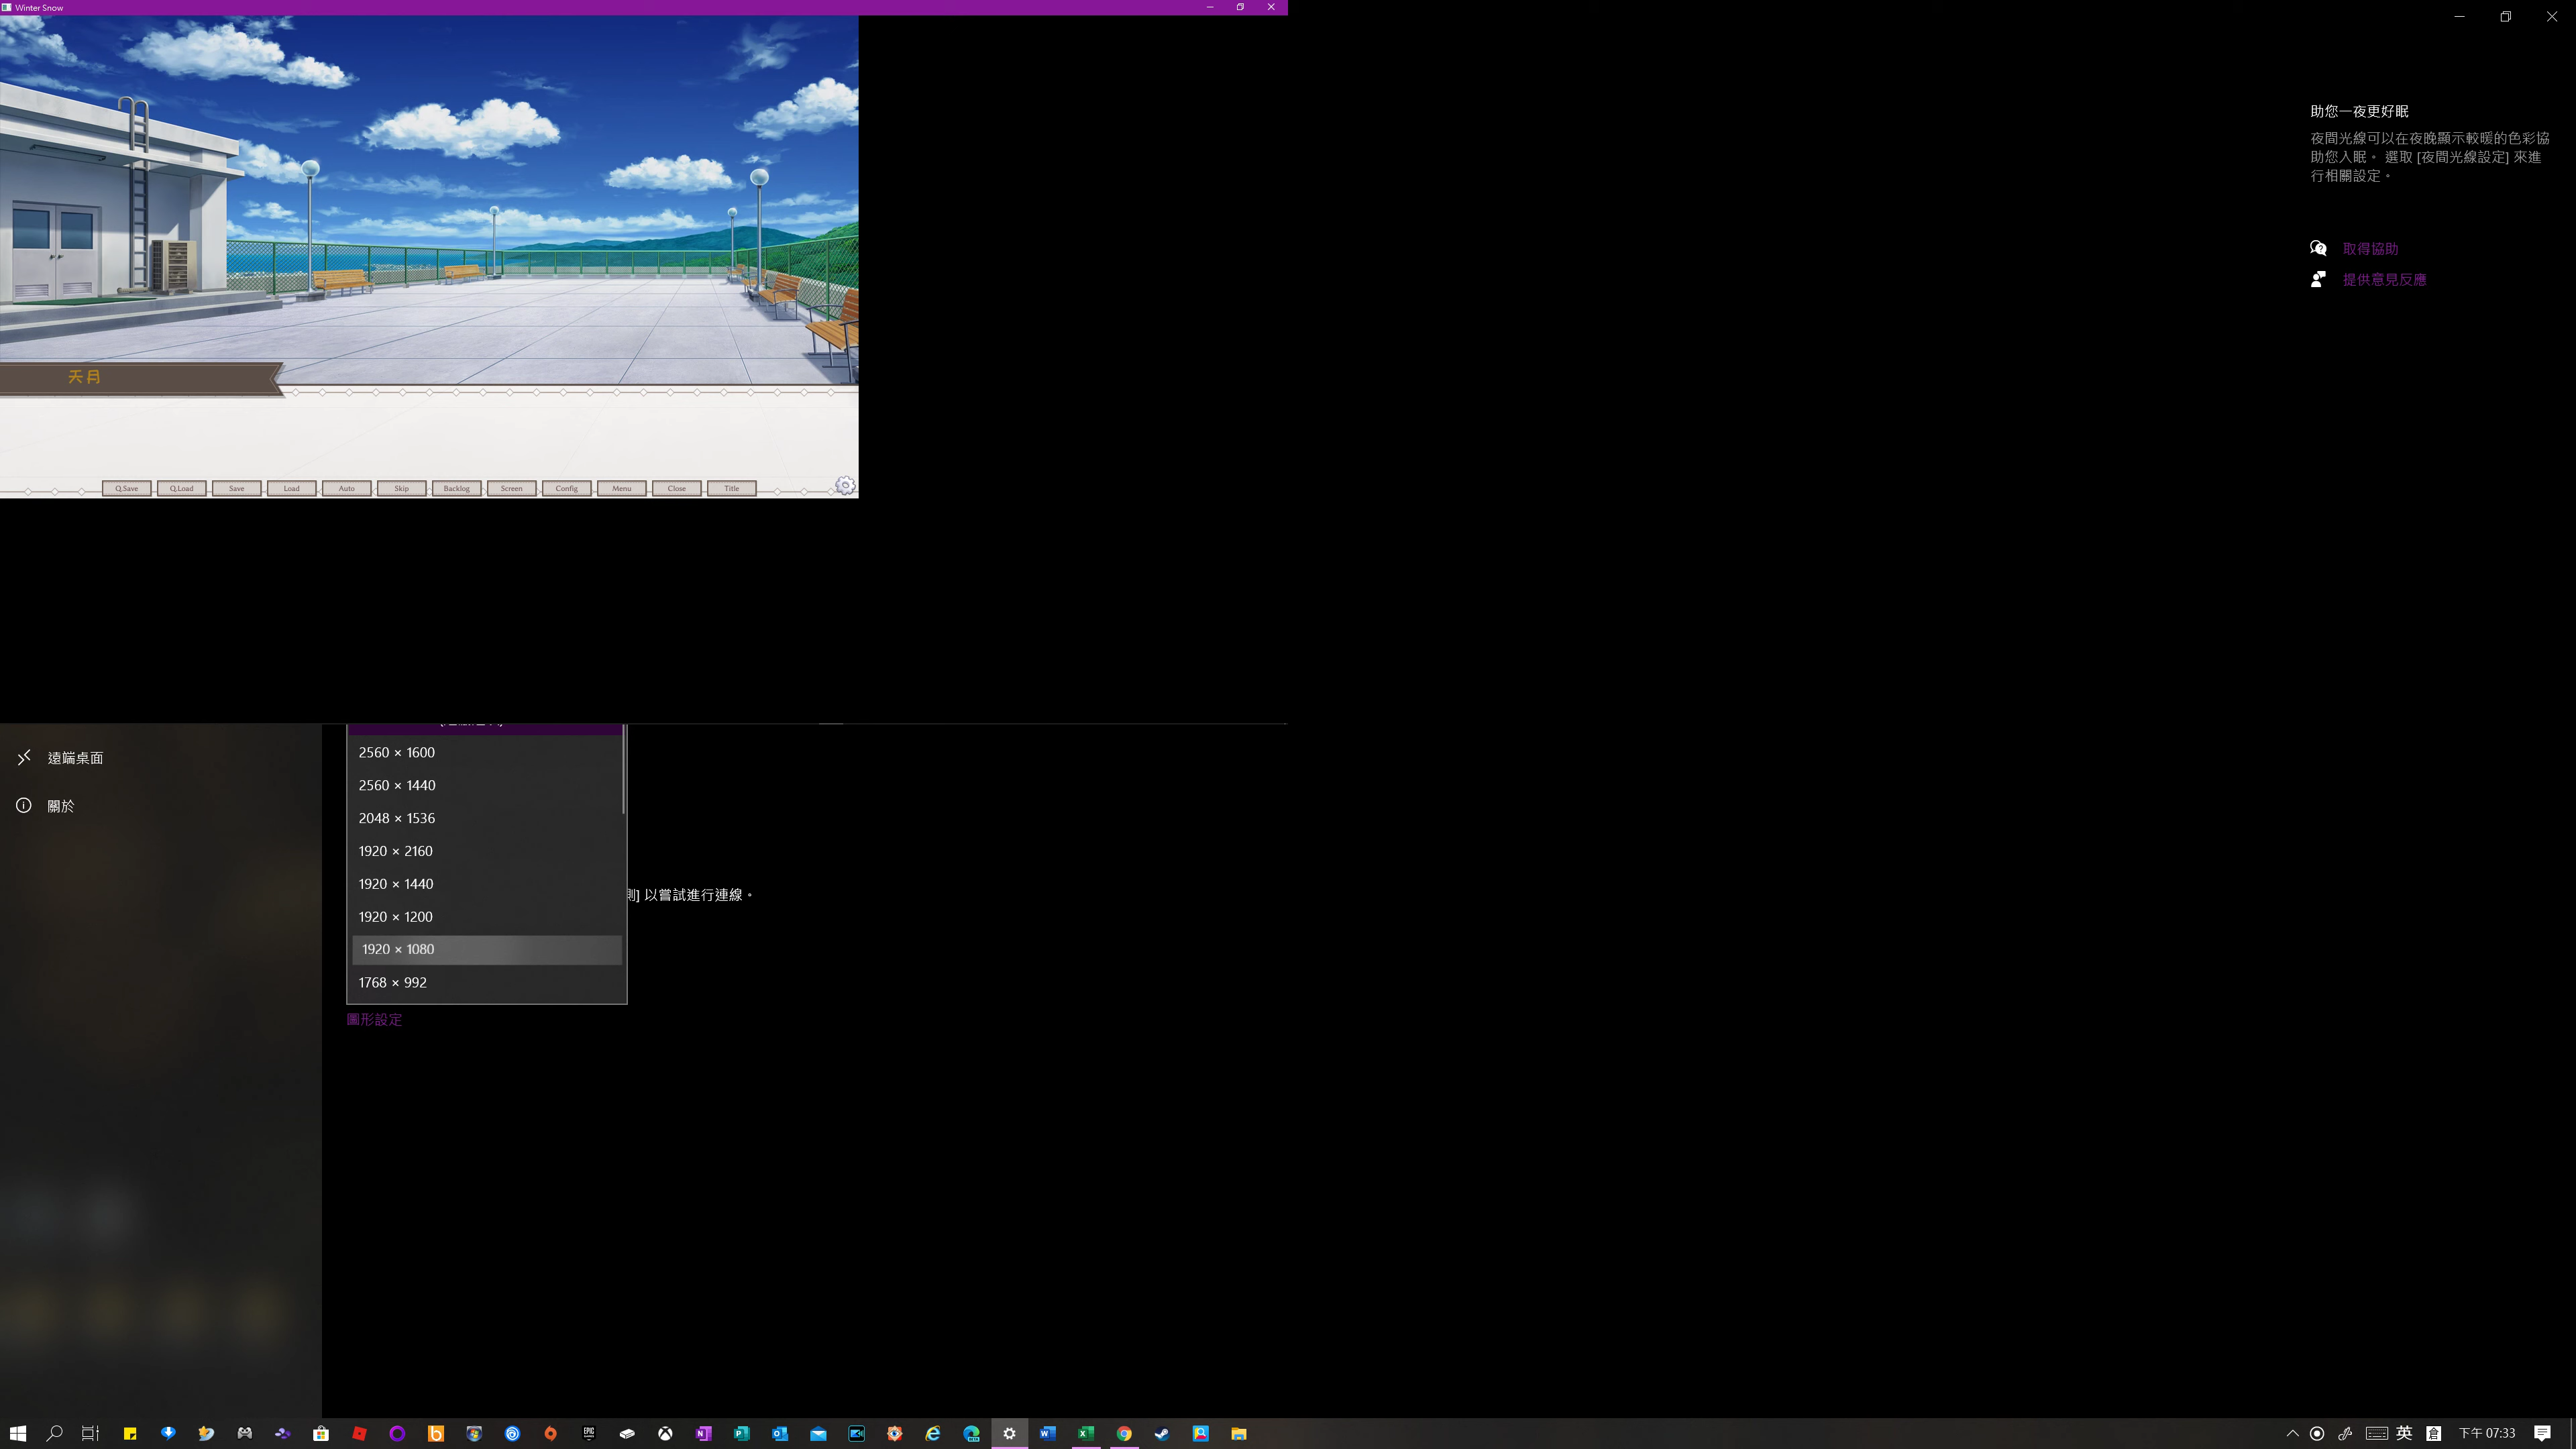 Winter Snow
天月
Q.Save Q.Load Save Load Auto Skip Backlog Screen Config Menu Close Title
助您一夜更好眠
夜間光線可以在夜晚顯示較暖的色彩協
助您入眠。 選取 [夜間光線設定] 來進
行相關設定。
取得協助
提供意見反應
遠端桌面
關於
2560 × 1600
2560 × 1440
2048 × 1536
1920 × 2160
1920 × 1440
1920 × 1200
1920 × 1080
1768 × 992
測] 以嘗試進行連線。
圖形設定
英 倉 下午 07:33